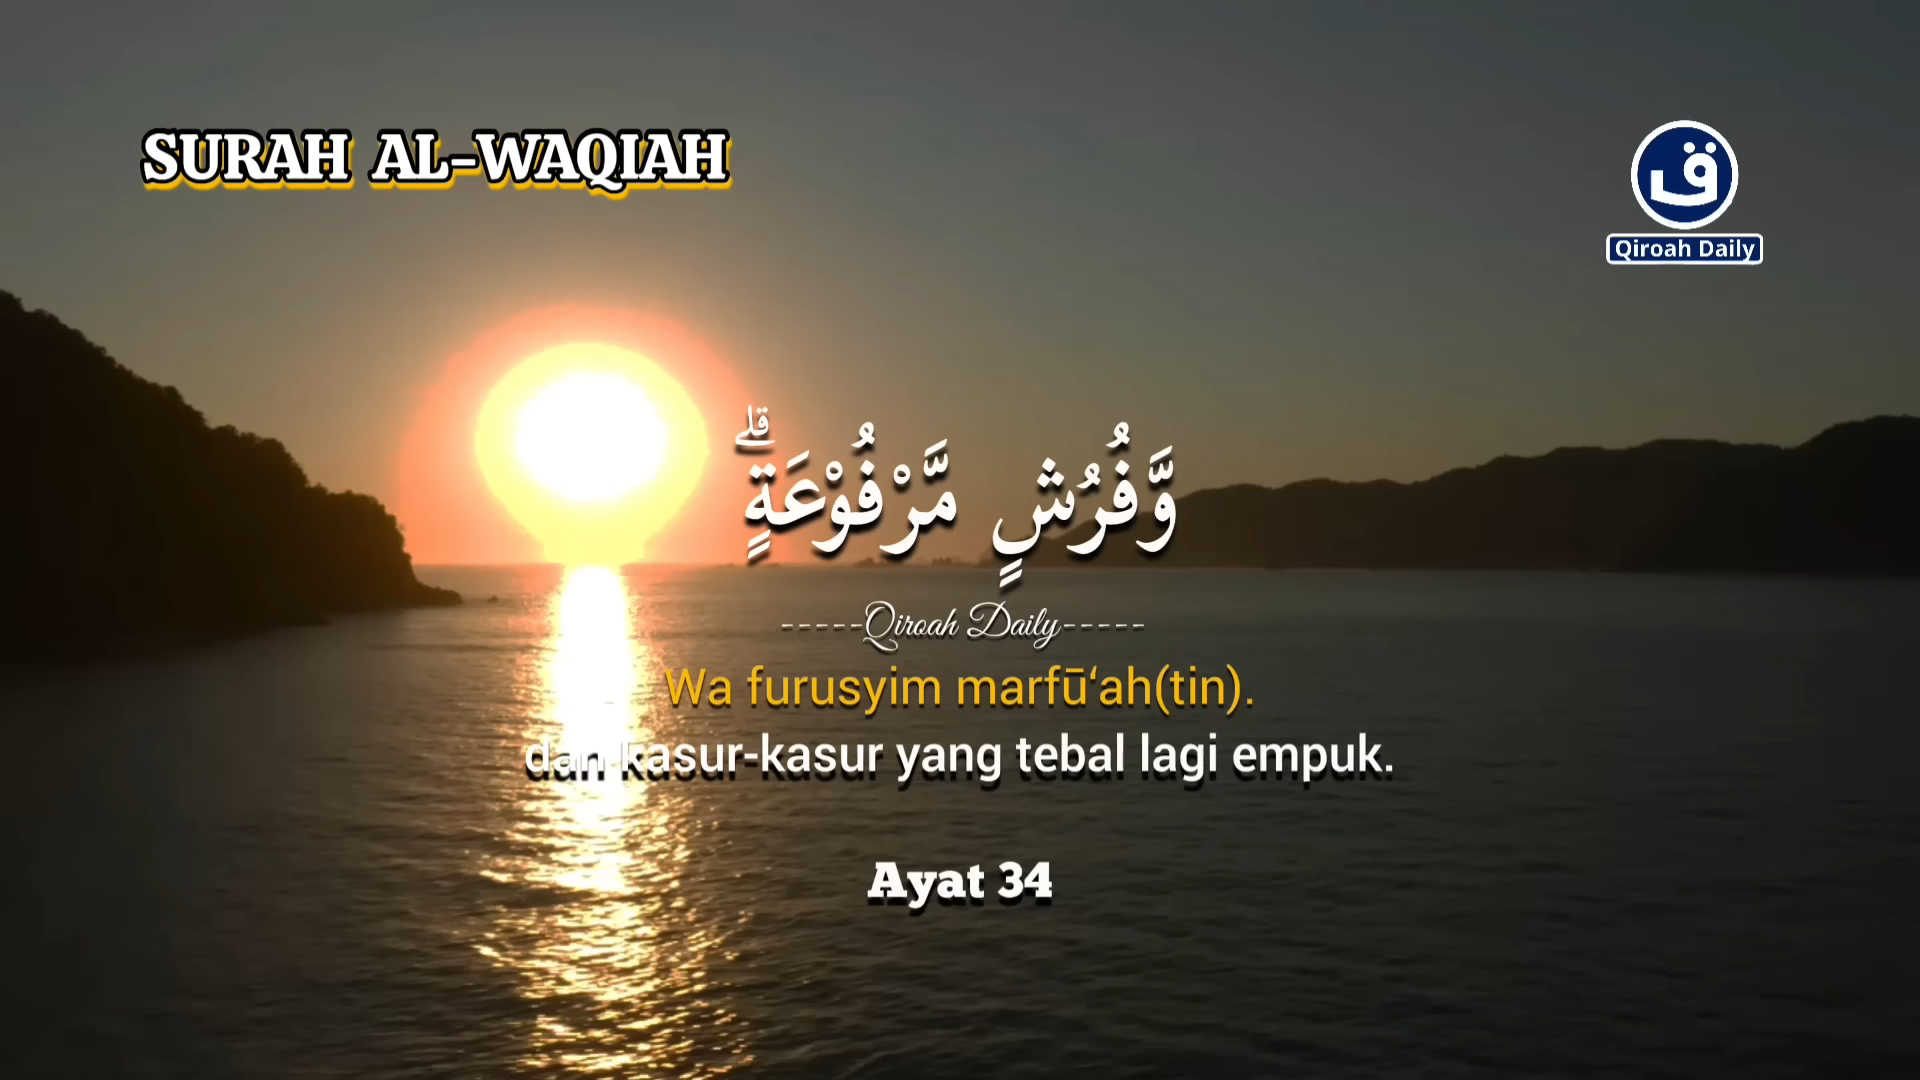 SURAH AL-WAQIAH
ق
Qiroah Daily
وَّفُرُشٍ مَّرْفُوْعَةٍۗ
-----Qiroah Daily-----
Wa furusyim marfū‘ah(tin).
dan kasur-kasur yang tebal lagi empuk.
Ayat 34